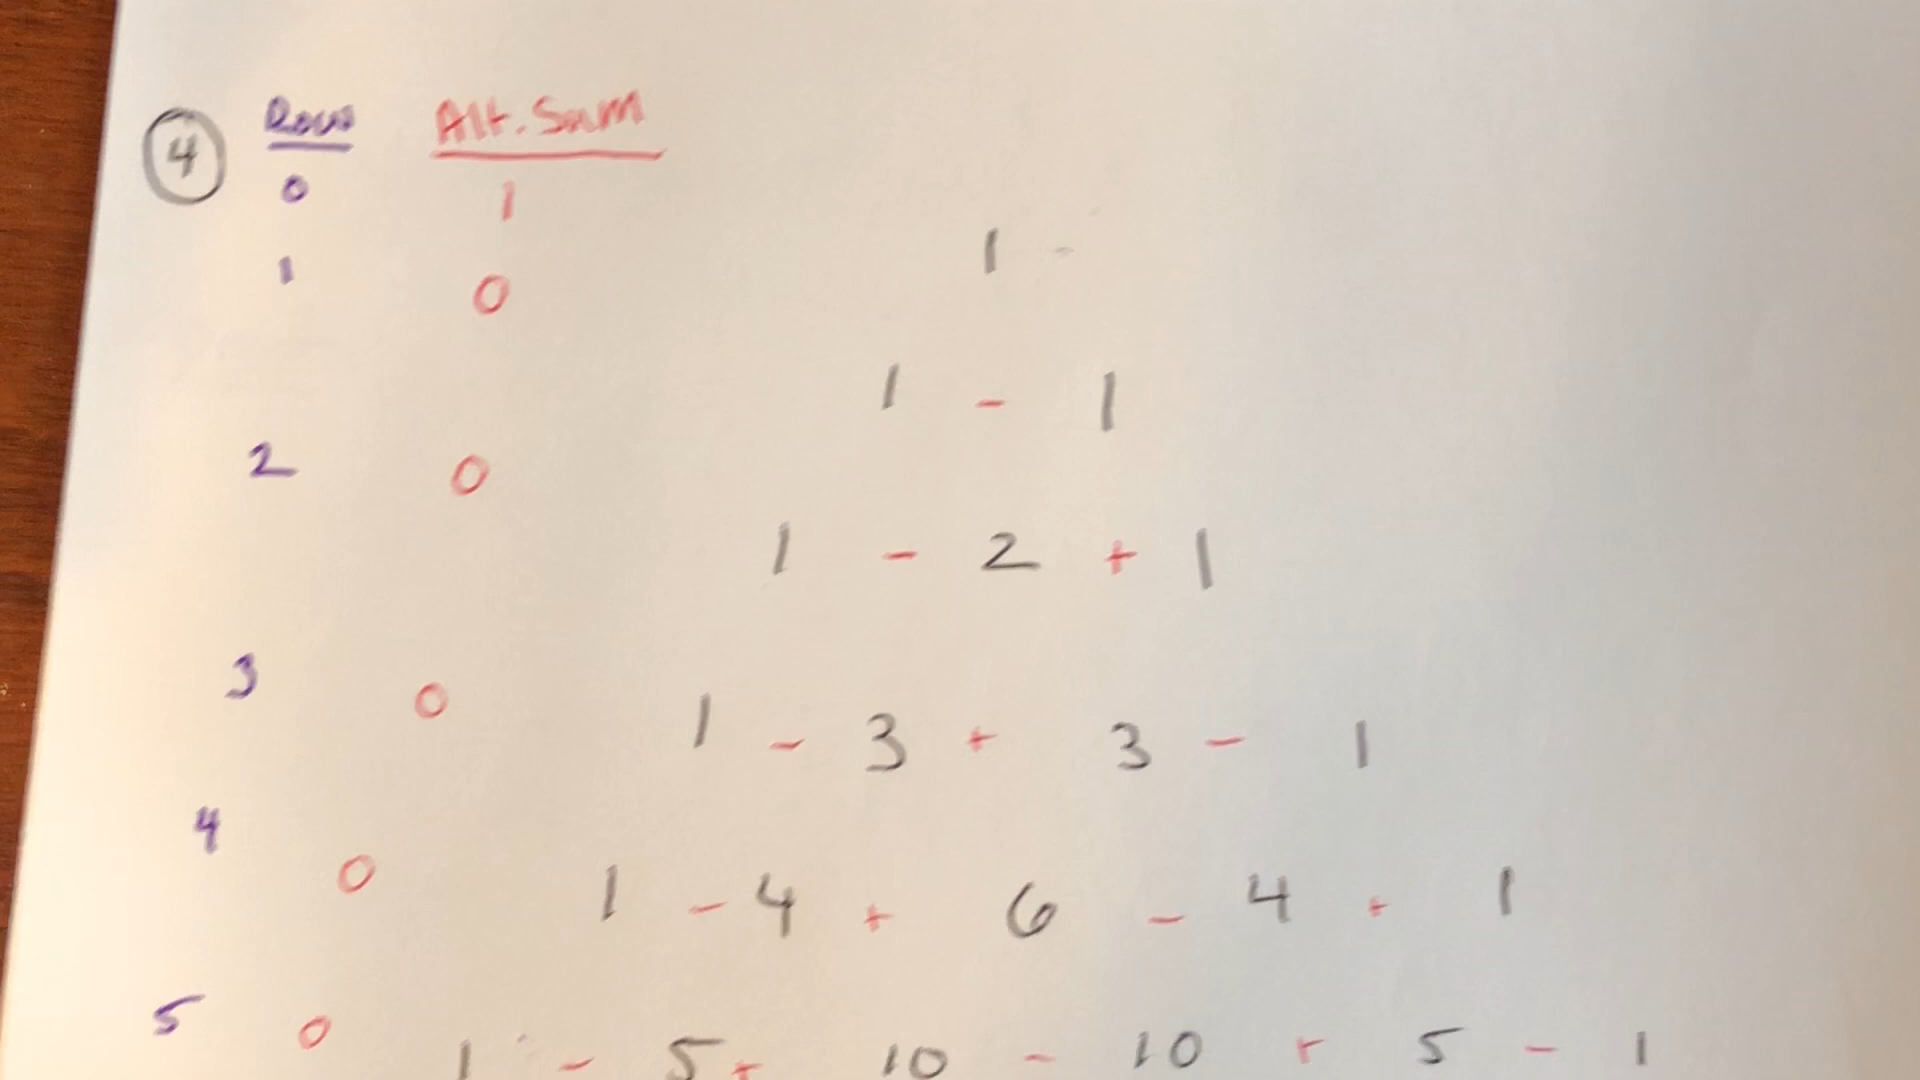 4 Row Alt. Sum
0 1
1
1 0
1 - 1
2 0
1 - 2 + 1
3 0
1 - 3 + 3 - 1
4 0
1 - 4 + 6 - 4 + 1
5 0
1 - 5 + 10 - 10 + 5 - 1